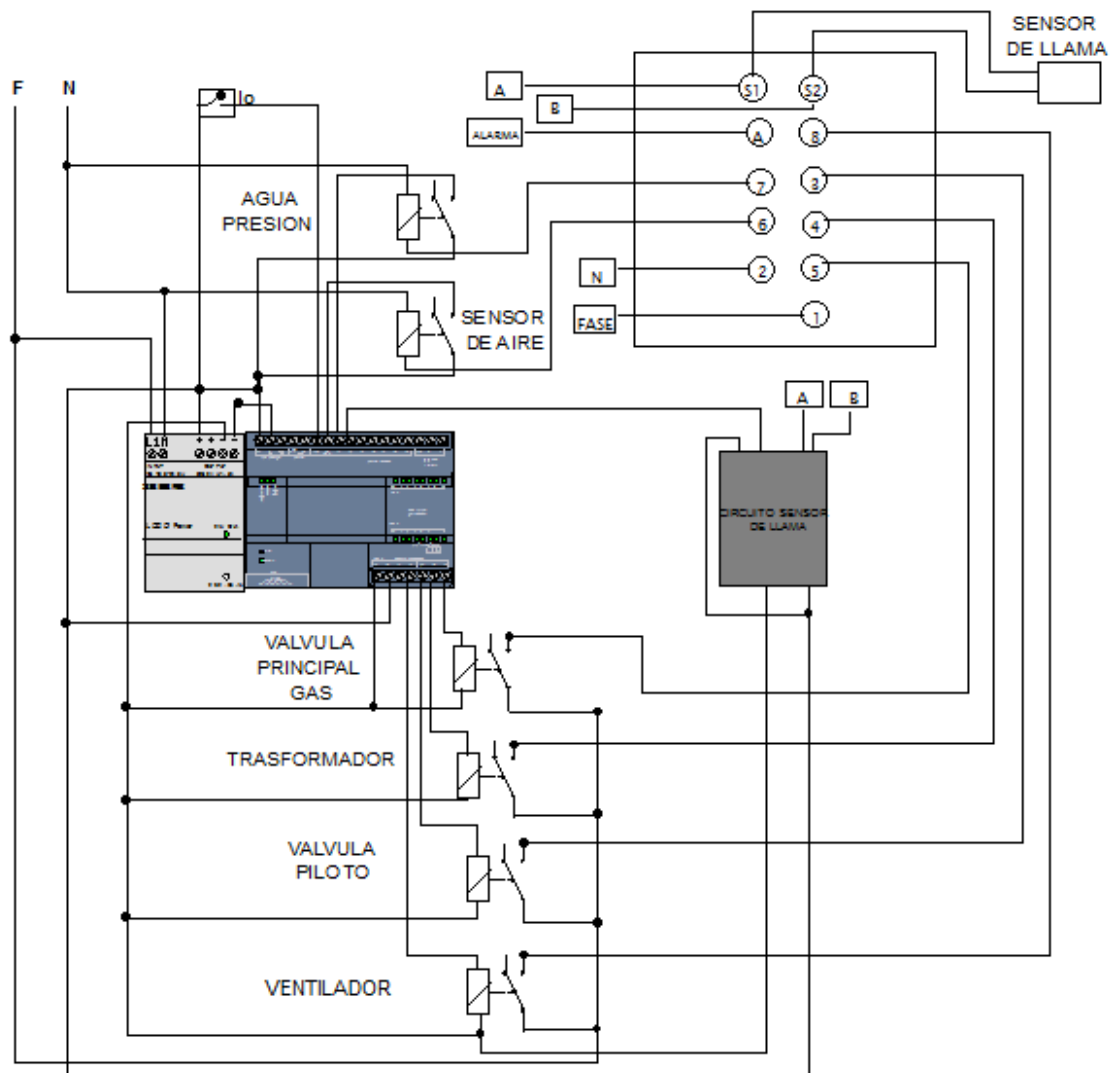 SENSOR
DE LLAMA
F N
Io
A
S1 S2
B
ALARMA
A 8
AGUA
PRESION
7 3
6 4
N
2 5
SENSOR
DE AIRE
FASE
1
A B
L1N
+ + - -
CIRCUITO SENSOR
DE LLAMA
VALVULA
PRINCIPAL
GAS
TRASFORMADOR
VALVULA
PILOTO
VENTILADOR